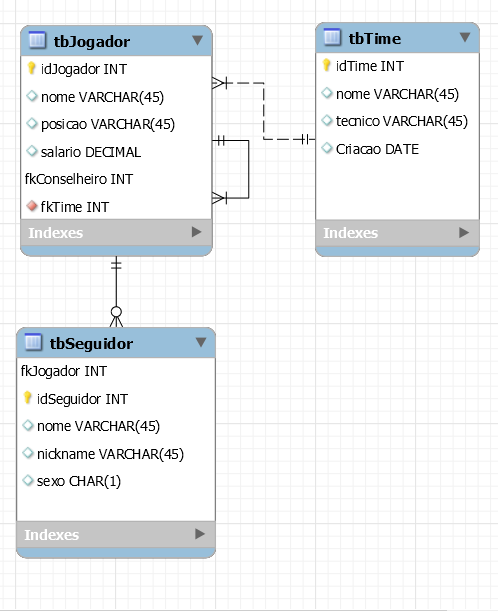 tbJogador
idJogador INT
nome VARCHAR(45)
posicao VARCHAR(45)
salario DECIMAL
fkConselheiro INT
fkTime INT
Indexes
tbTime
idTime INT
nome VARCHAR(45)
tecnico VARCHAR(45)
Criacao DATE
Indexes
tbSeguidor
fkJogador INT
idSeguidor INT
nome VARCHAR(45)
nickname VARCHAR(45)
sexo CHAR(1)
Indexes